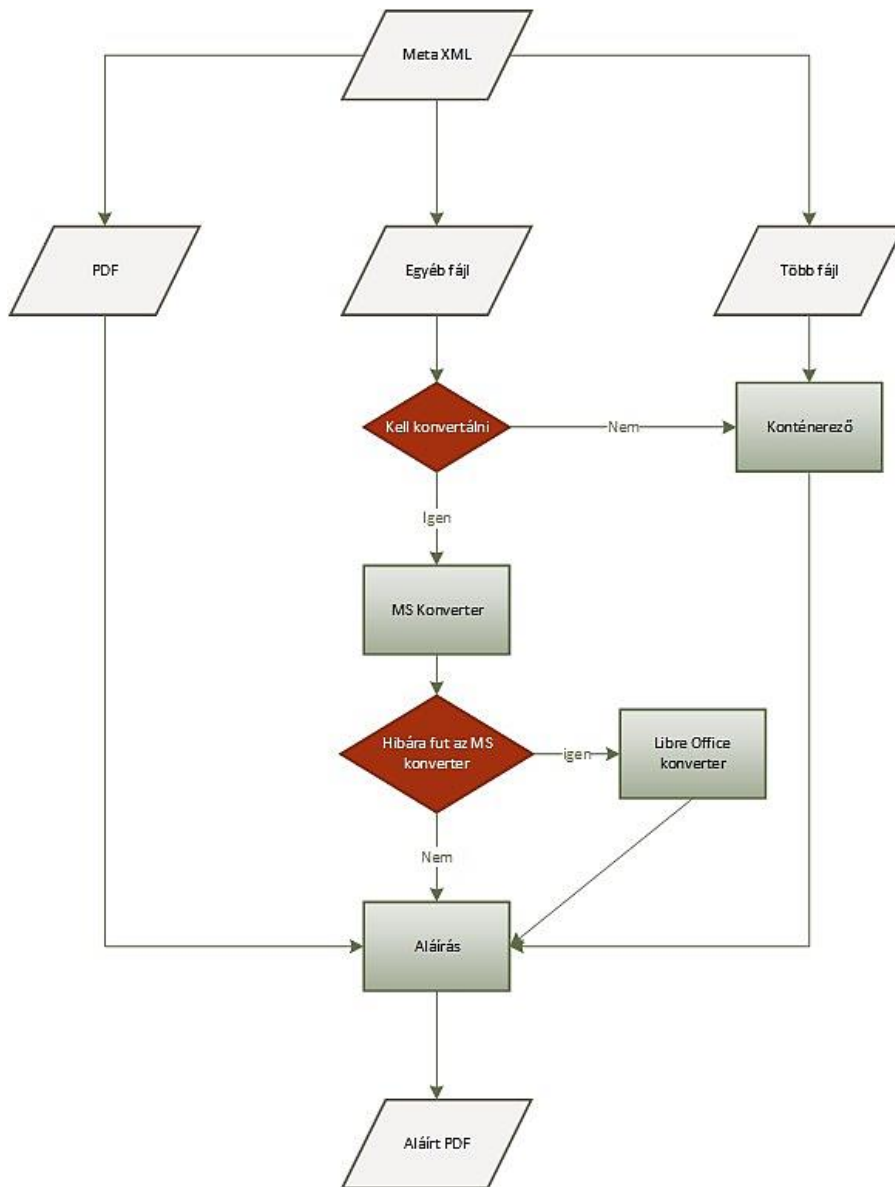 Meta XML
PDF
Egyéb fájl
Több fájl
Kell konvertálni
Nem
Konténerező
Igen
MS Konverter
Hibára fut az MS
konverter
igen
Libre Office
konverter
Nem
Aláírás
Aláírt PDF